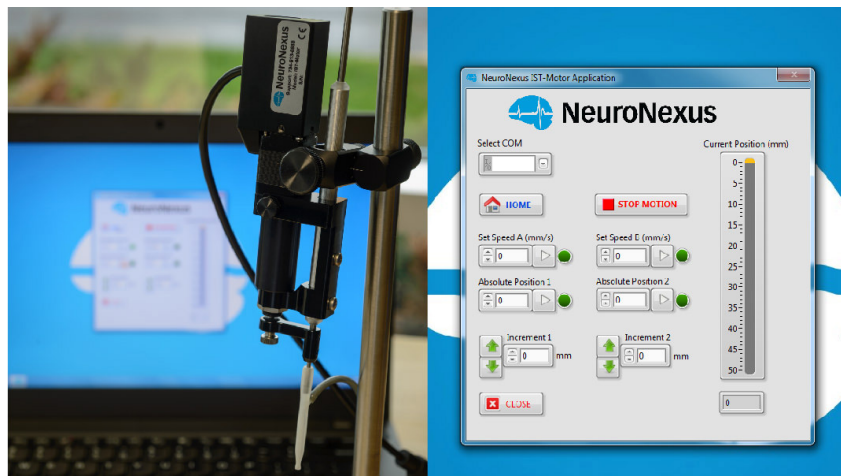 NeuroNexus
CE
NeuroNexus IST-Motor Application
NeuroNexus
Select COM
Current Position (mm)
HOME
STOP MOTION
Set Speed A (mm/s)
Set Speed B (mm/s)
0
0
Absolute Position 1
Absolute Position 2
0
0
Increment 1
Increment 2
0 mm
0 mm
CLOSE
0
5
10
15
20
25
30
35
40
45
50
0